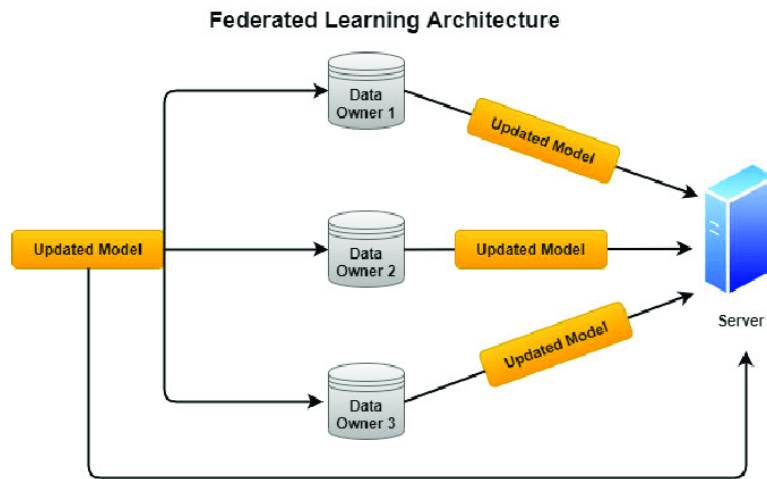 Federated Learning Architecture
Data
Owner 1
Updated Model
Updated Model
Data
Owner 2
Updated Model
Server
Data
Owner 3
Updated Model